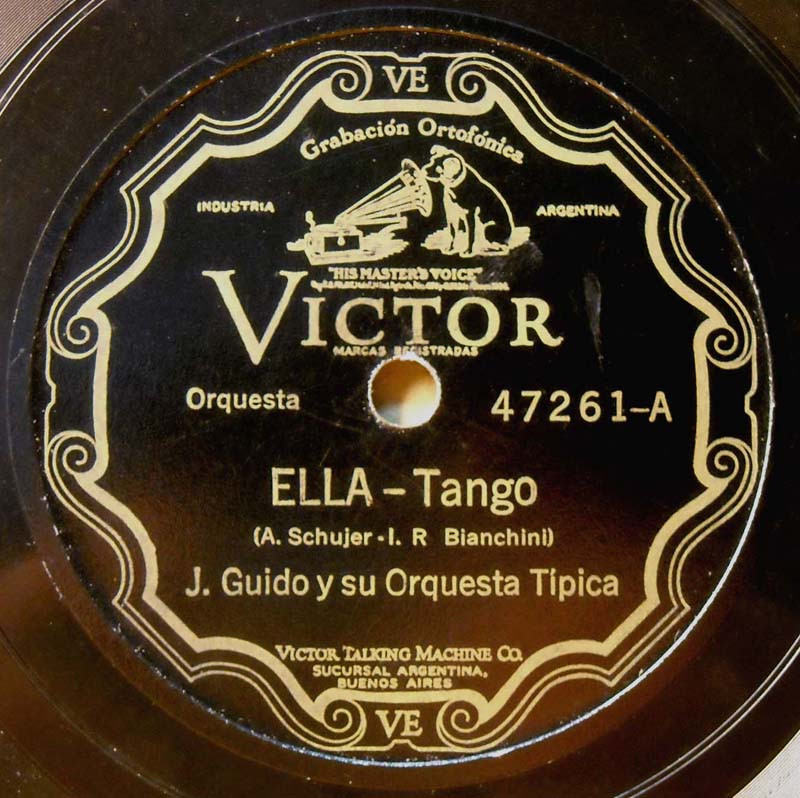 VE
Grabación Ortofónica
INDUSTRIA
ARGENTINA
"HIS MASTER'S VOICE"
VICTOR
MARCAS REGISTRADAS
Orquesta
47261-A
ELLA - Tango
(A. Schujer - I. R Bianchini)
J. Guido y su Orquesta Típica
VICTOR TALKING MACHINE CO.
SUCURSAL ARGENTINA,
BUENOS AIRES
VE